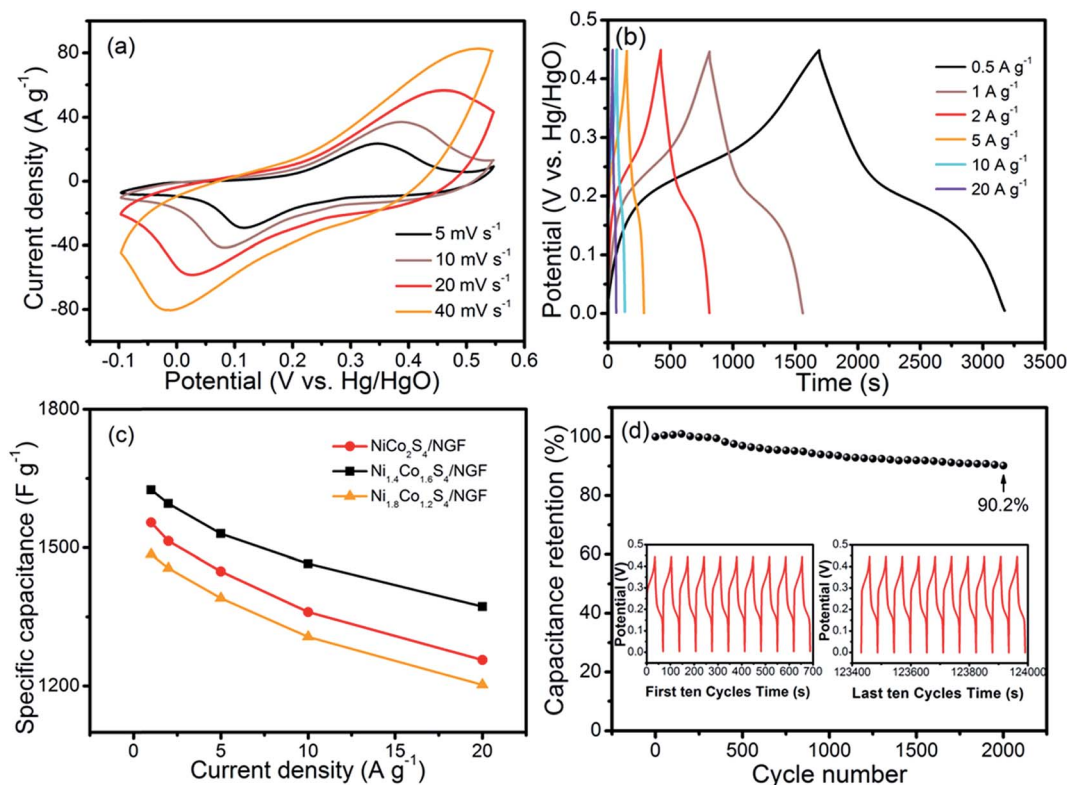 (a)
Current density (A g⁻¹)
80
40
0
-40
-80
5 mV s⁻¹
10 mV s⁻¹
20 mV s⁻¹
40 mV s⁻¹
-0.1 0.0 0.1 0.2 0.3 0.4 0.5 0.6
Potential (V vs. Hg/HgO)
(b)
Potential (V vs. Hg/HgO)
0.5
0.4
0.3
0.2
0.1
0.0
0.5 A g⁻¹
1 A g⁻¹
2 A g⁻¹
5 A g⁻¹
10 A g⁻¹
20 A g⁻¹
0 500 1000 1500 2000 2500 3000 3500
Time (s)
(c)
Specific capacitance (F g⁻¹)
1800
1500
1200
NiCo₂S₄/NGF
Ni₁.₄Co₁.₆S₄/NGF
Ni₁.₈Co₁.₂S₄/NGF
0 5 10 15 20
Current density (A g⁻¹)
(d)
Capacitance retention (%)
100
80
60
40
20
0
90.2%
Potential (V)
0.5
0.4
0.3
0.2
0.1
0.0
0 100 200 300 400 500 600 700
First ten Cycles Time (s)
Potential (V)
0.5
0.4
0.3
0.2
0.1
0.0
123400 123600 123800 124000
Last ten Cycles Time (s)
0 500 1000 1500 2000
Cycle number